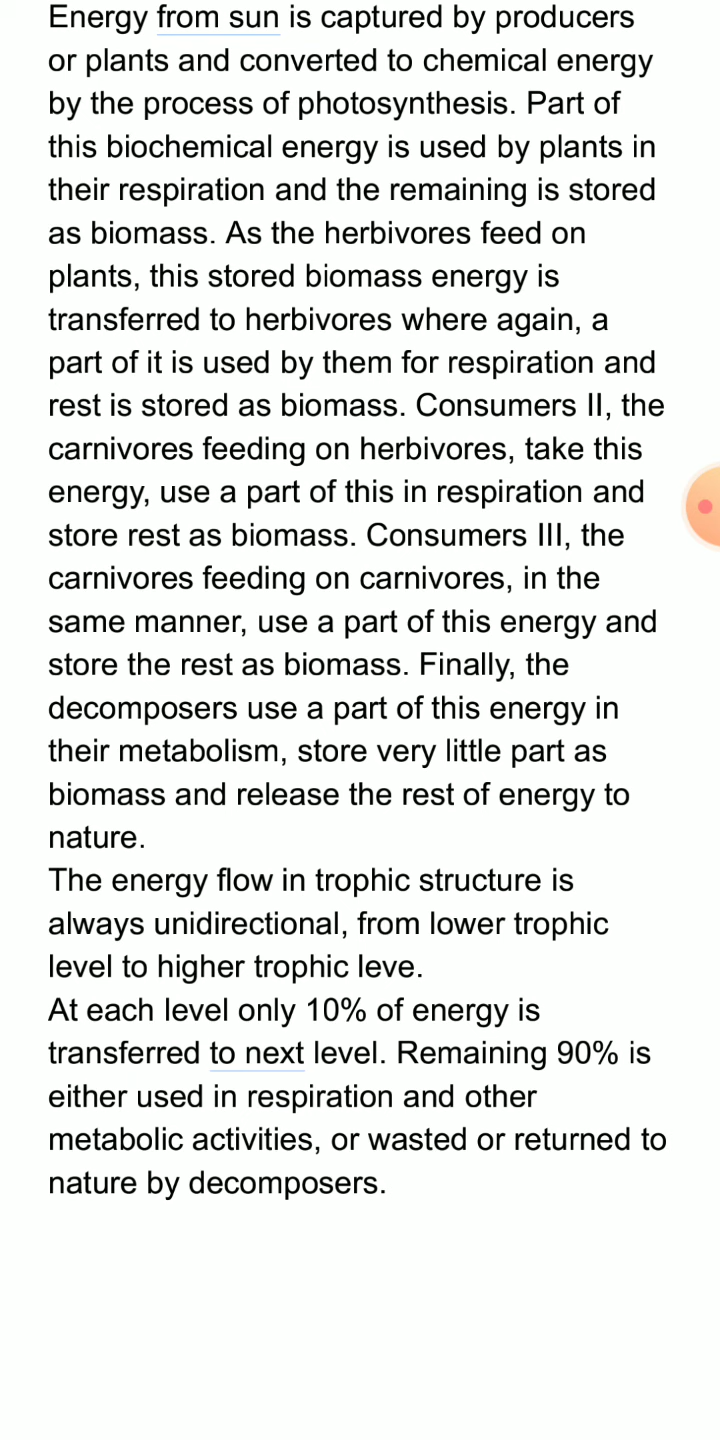 Energy from sun is captured by producers
or plants and converted to chemical energy
by the process of photosynthesis. Part of
this biochemical energy is used by plants in
their respiration and the remaining is stored
as biomass. As the herbivores feed on
plants, this stored biomass energy is
transferred to herbivores where again, a
part of it is used by them for respiration and
rest is stored as biomass. Consumers II, the
carnivores feeding on herbivores, take this
energy, use a part of this in respiration and
store rest as biomass. Consumers III, the
carnivores feeding on carnivores, in the
same manner, use a part of this energy and
store the rest as biomass. Finally, the
decomposers use a part of this energy in
their metabolism, store very little part as
biomass and release the rest of energy to
nature.
The energy flow in trophic structure is
always unidirectional, from lower trophic
level to higher trophic leve.
At each level only 10% of energy is
transferred to next level. Remaining 90% is
either used in respiration and other
metabolic activities, or wasted or returned to
nature by decomposers.